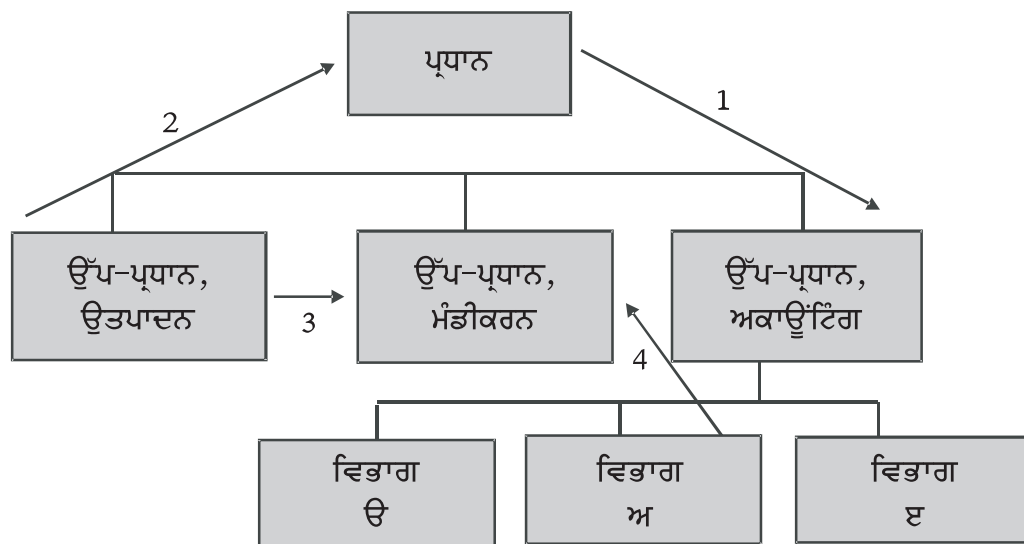 ਪ੍ਰਧਾਨ
1
2
ਉੱਪ-ਪ੍ਰਧਾਨ,
ਉਤਪਾਦਨ
3
ਉੱਪ-ਪ੍ਰਧਾਨ,
ਮੰਡੀਕਰਨ
ਉੱਪ-ਪ੍ਰਧਾਨ,
ਅਕਾਊਂਟਿੰਗ
4
ਵਿਭਾਗ
ੳ
ਵਿਭਾਗ
ਅ
ਵਿਭਾਗ
ੲ